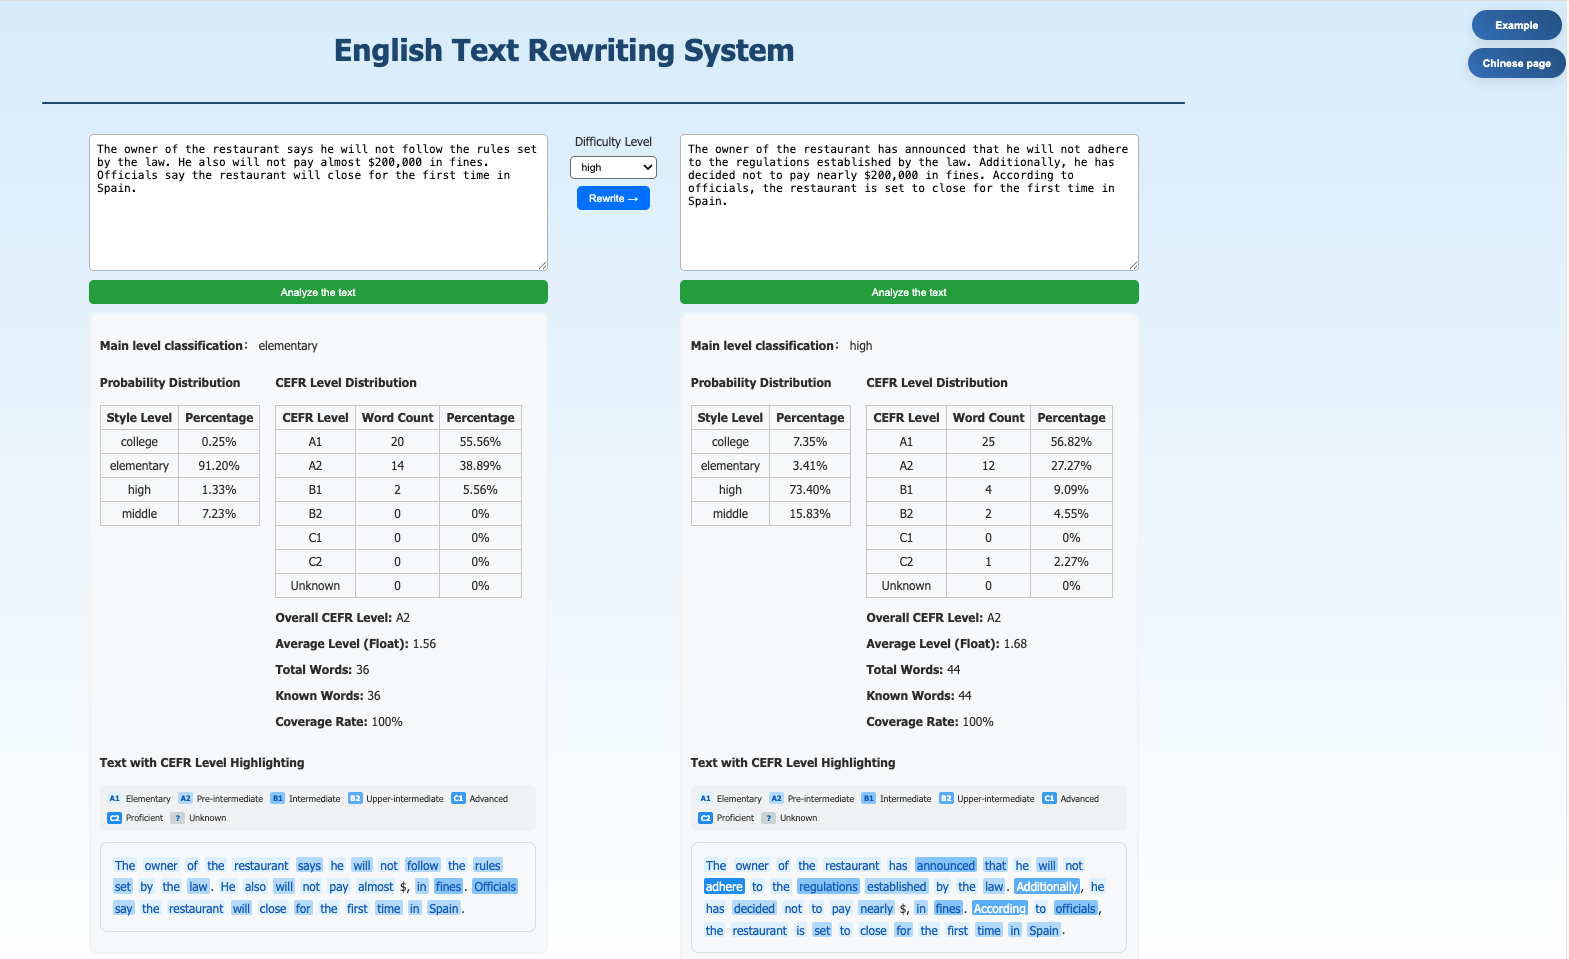 Example
English Text Rewriting System
Chinese page
The owner of the restaurant says he will not follow the rules set
by the law. He also will not pay almost $200,000 in fines.
Officials say the restaurant will close for the first time in
Spain.
Difficulty Level
high
Rewrite →
The owner of the restaurant has announced that he will not adhere
to the regulations established by the law. Additionally, he has
decided not to pay nearly $200,000 in fines. According to
officials, the restaurant is set to close for the first time in
Spain.
Analyze the text
Main level classification: elementary
Probability Distribution
Style Level Percentage
college 0.25%
elementary 91.20%
high 1.33%
middle 7.23%
CEFR Level Distribution
CEFR Level Word Count Percentage
A1 20 55.56%
A2 14 38.89%
B1 2 5.56%
B2 0 0%
C1 0 0%
C2 0 0%
Unknown 0 0%
Overall CEFR Level: A2
Average Level (Float): 1.56
Total Words: 36
Known Words: 36
Coverage Rate: 100%
Text with CEFR Level Highlighting
A1 Elementary A2 Pre-intermediate B1 Intermediate B2 Upper-intermediate C1 Advanced
C2 Proficient ? Unknown
The owner of the restaurant says he will not follow the rules
set by the law. He also will not pay almost $, in fines. Officials
say the restaurant will close for the first time in Spain.
Analyze the text
Main level classification: high
Probability Distribution
Style Level Percentage
college 7.35%
elementary 3.41%
high 73.40%
middle 15.83%
CEFR Level Distribution
CEFR Level Word Count Percentage
A1 25 56.82%
A2 12 27.27%
B1 4 9.09%
B2 2 4.55%
C1 0 0%
C2 1 2.27%
Unknown 0 0%
Overall CEFR Level: A2
Average Level (Float): 1.68
Total Words: 44
Known Words: 44
Coverage Rate: 100%
Text with CEFR Level Highlighting
A1 Elementary A2 Pre-intermediate B1 Intermediate B2 Upper-intermediate C1 Advanced
C2 Proficient ? Unknown
The owner of the restaurant has announced that he will not
adhere to the regulations established by the law. Additionally, he
has decided not to pay nearly $, in fines. According to officials,
the restaurant is set to close for the first time in Spain.